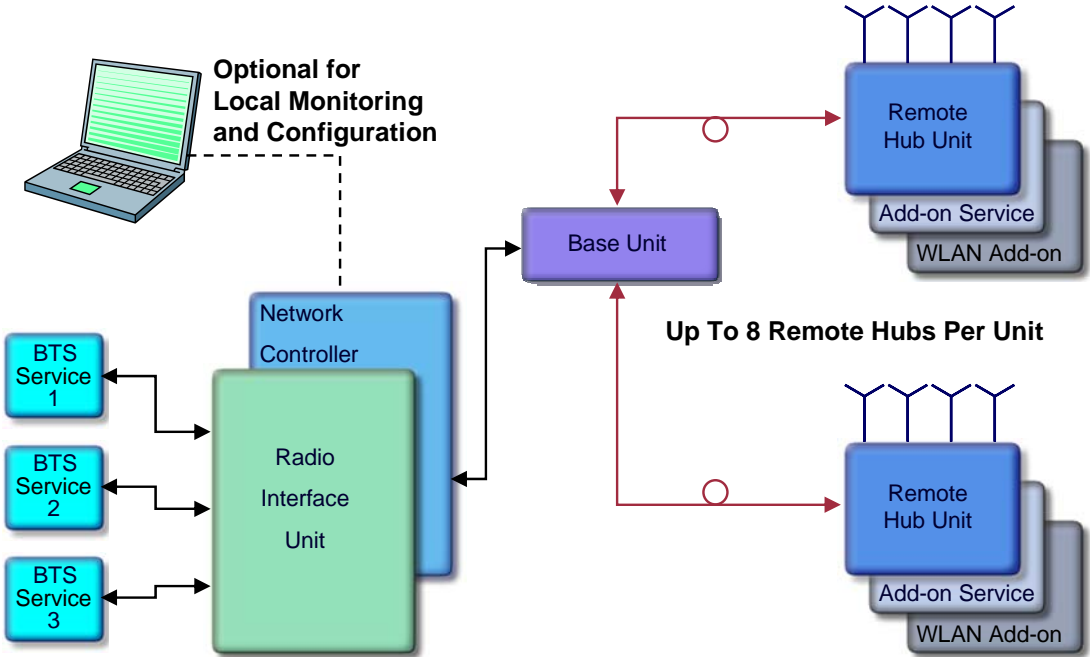 Optional for
Local Monitoring
and Configuration
Remote
Hub Unit
Add-on Service
WLAN Add-on
Base Unit
Network
Controller
Up To 8 Remote Hubs Per Unit
BTS
Service
1
BTS
Service
2
BTS
Service
3
Radio
Interface
Unit
Remote
Hub Unit
Add-on Service
WLAN Add-on